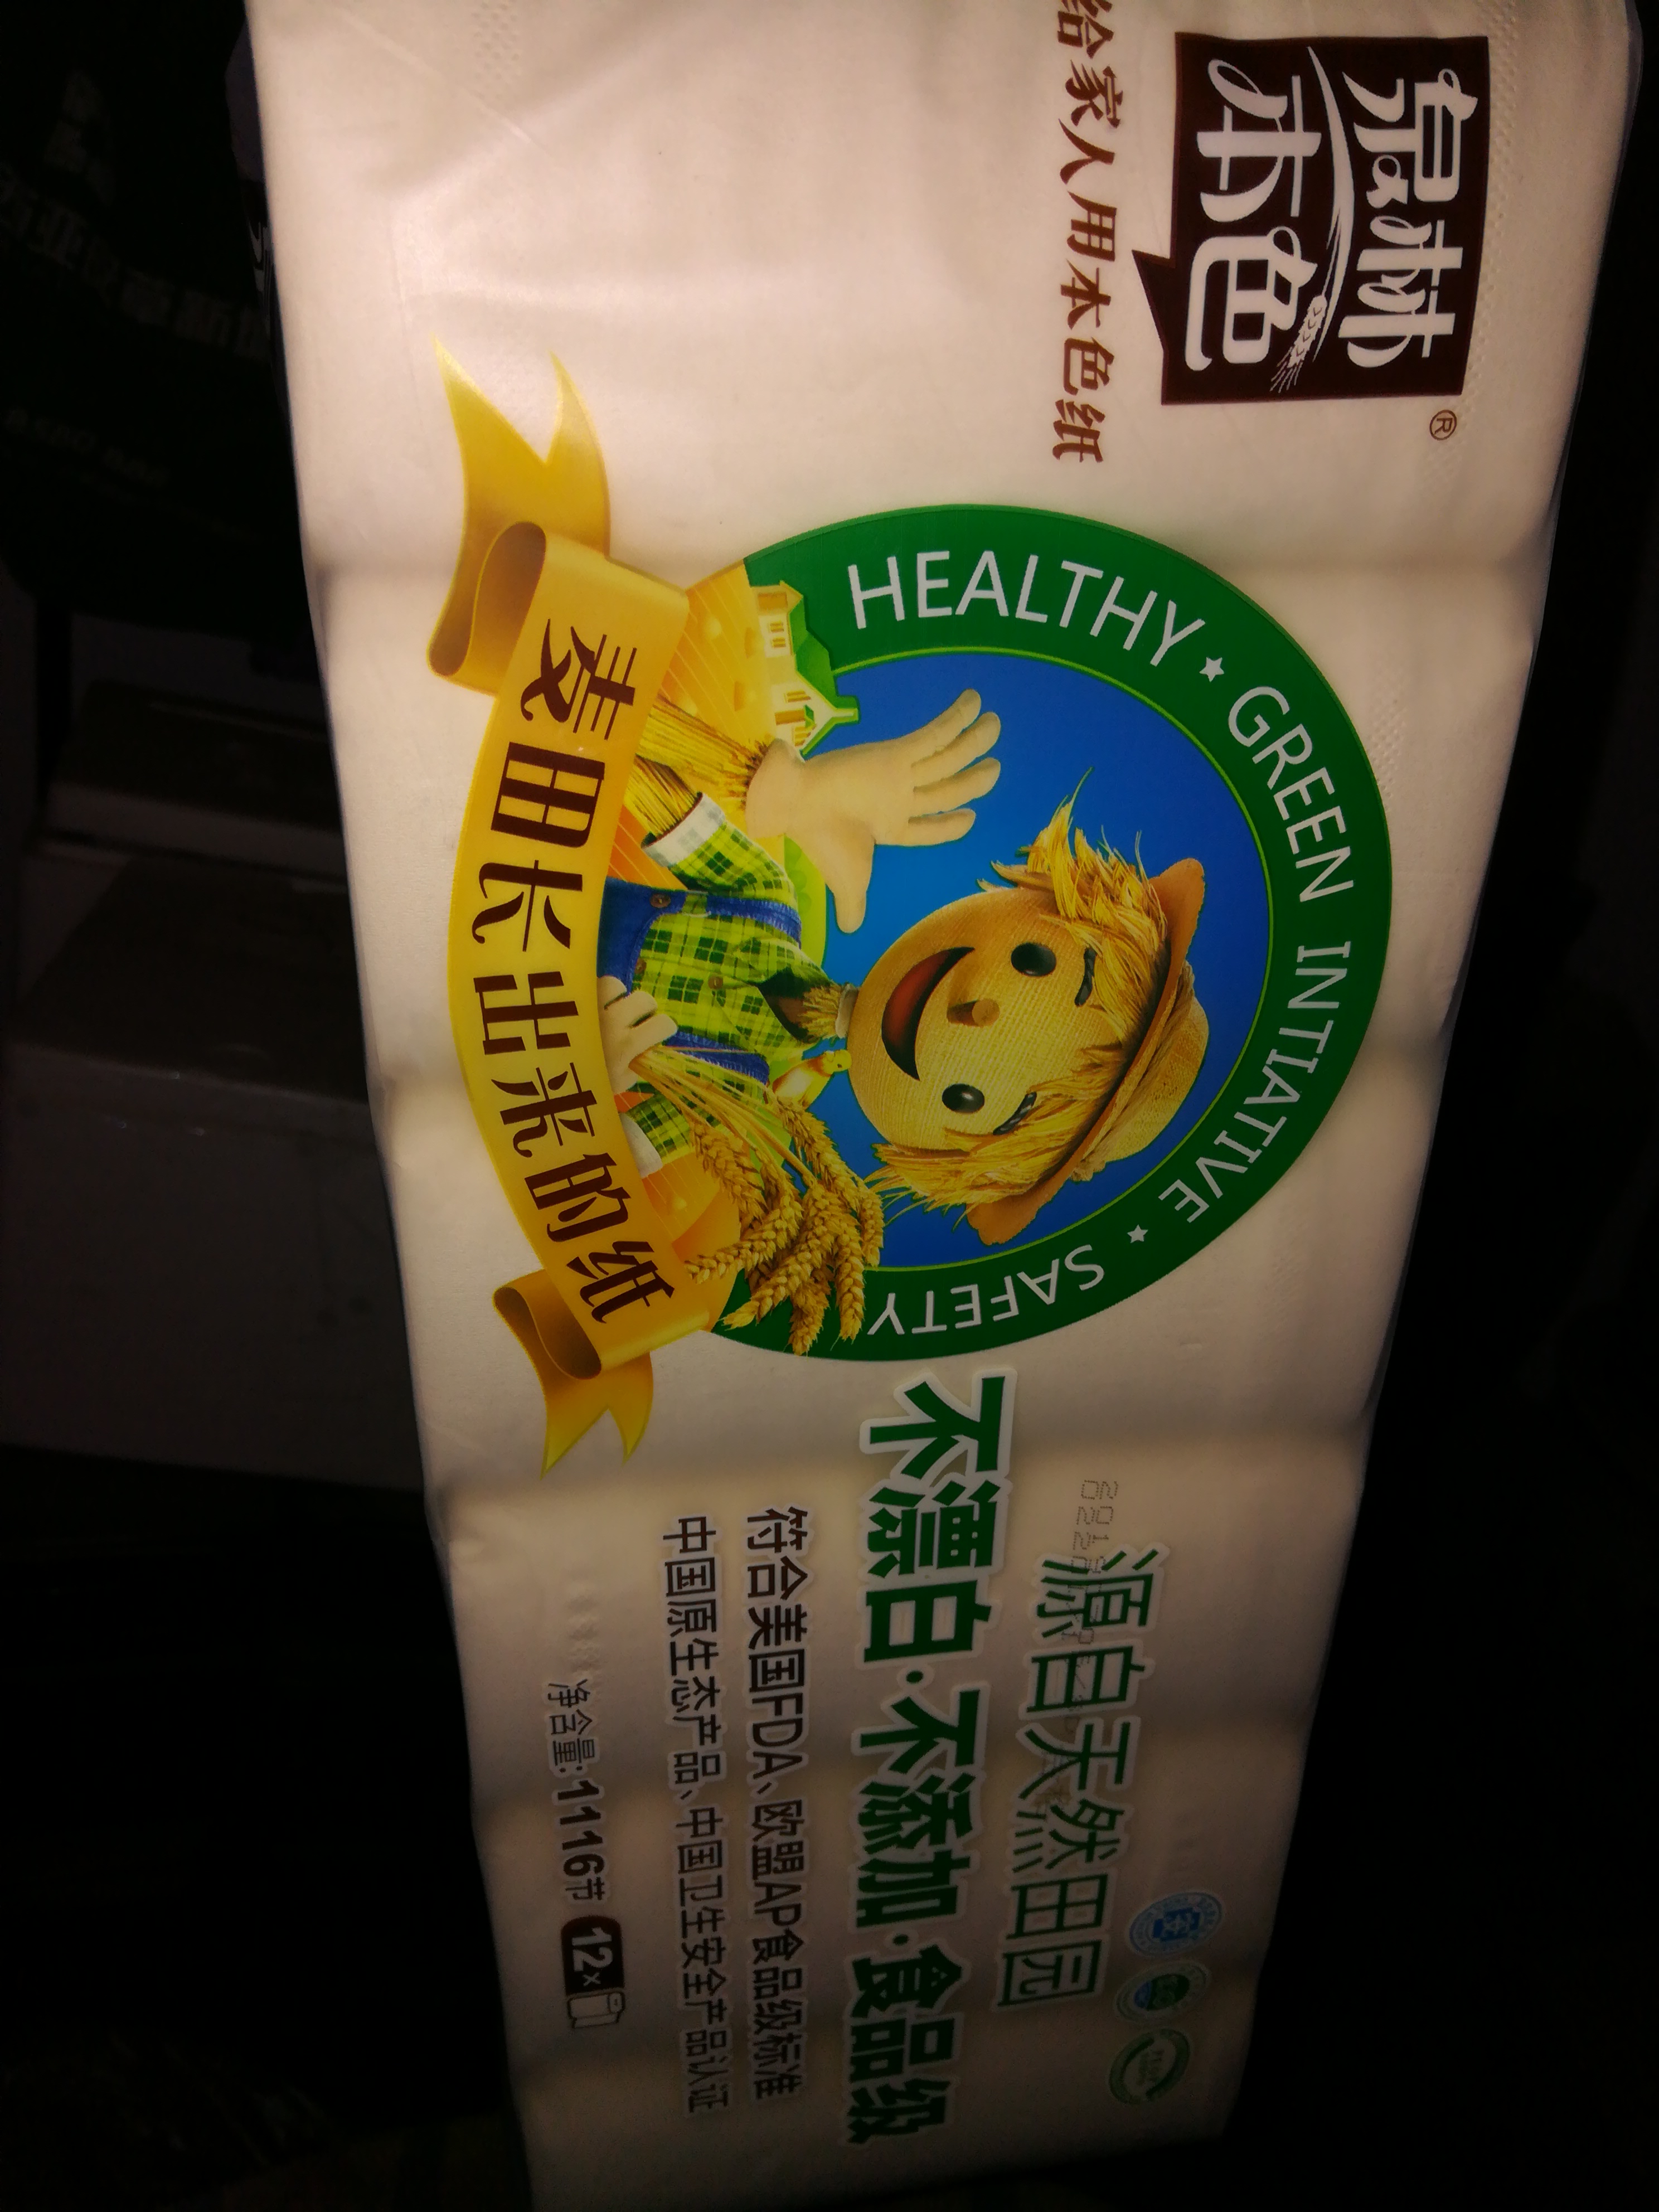 泉林
本色
®
给家人用本色纸
HEALTHY ★ GREEN INITIATIVE ★ SAFETY
麦田长出来的纸
源自天然田园
不漂白·不添加·食品级
符合美国FDA、欧盟AP食品级标准
中国原生态产品、中国卫生安全产品认证
净含量:1116节 12×